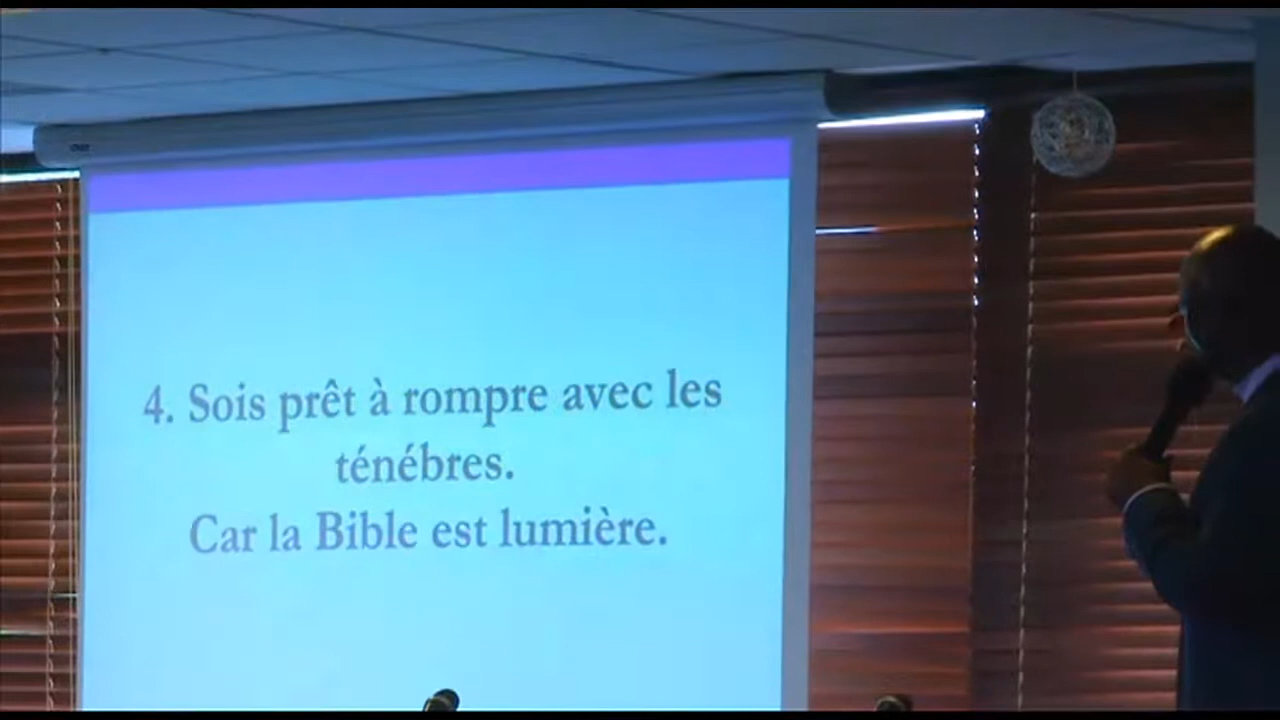 4. Sois prêt à rompre avec les
ténébres.
Car la Bible est lumière.